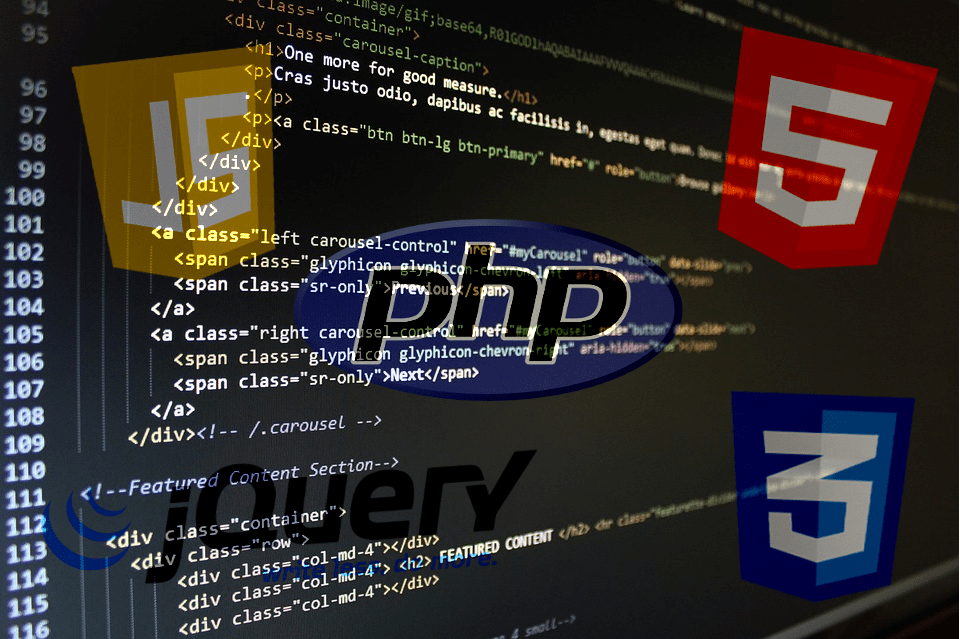 94
95
96
97
98
99
100
101
102
103
104
105
106
107
108
109
110
111
112
113
114
115
116
class="container">
<div class="carousel-caption">
<h1>One more for good measure.</h1>
<p>Cras justo odio, dapibus ac facilisis in, egestas eget quam.
.</p>
<p><a class="btn btn-lg btn-primary" href="#" role="button">
</div>
</div>
</div>
</div>
<a class="left carousel-control" href="#myCarousel" role="button" data-slide="prev">
<span class="glyphicon glyphicon-chevron-left" aria-hidden="true"></span>
<span class="sr-only">Previous</span>
</a>
<a class="right carousel-control" href="#myCarousel" role="button" data-slide="next">
<span class="glyphicon glyphicon-chevron-right" aria-hidden="true"></span>
<span class="sr-only">Next</span>
</a>
</div><!-- /.carousel -->
<!--Featured Content Section-->
<div class="container">
<div class="row">
<div class="col-md-4"></div>
<div class="col-md-4"> <h2> FEATURED CONTENT </h2>
<div class="col-md-4"></div>
JS
5
php
3
jQuery
write less, do more.